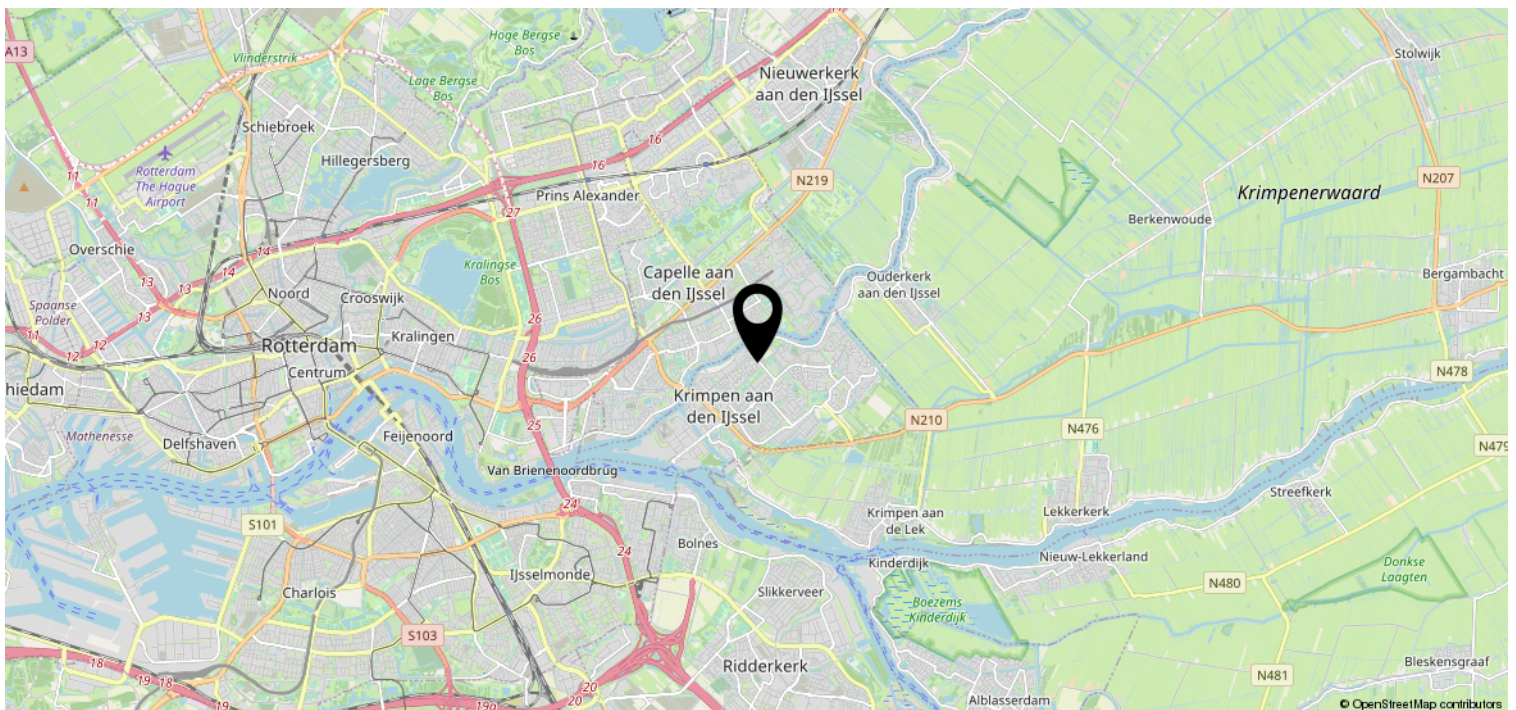 Hoge Bergse
Bos
A13
Vlinderstrik
Stolwijk
Nieuwerkerk
aan den IJssel
Lage Bergse
Bos
Schiebroek
16
Hillegersberg
16
Rotterdam
The Hague
Airport
11
N219
N207
Prins Alexander
Krimpenerwaard
11
27
Berkenwoude
Overschie
14
Kralingse
Bos
14
Capelle aan
den IJssel
Ouderkerk
aan den IJssel
Bergambacht
13
Noord
Crooswijk
13
Spaanse
Polder
13
26
11
Kralingen
Rotterdam
12
12
26
Centrum
N478
hiedam
Krimpen aan
den IJssel
N210
25
N476
Mathenesse
Delfshaven
Feijenoord
N479
Van Brienenoordbrug
Streefkerk
24
Krimpen aan
de Lek
Lekkerkerk
S101
Bolnes
24
Nieuw-Lekkerland
Kinderdijk
IJsselmonde
Donkse
Laagten
N480
Charlois
Slikkerveer
Boezems
Kinderdijk
S103
18
Ridderkerk
Bleskensgraaf
19
18
N481
20
20
19
19a
Alblasserdam
© OpenStreetMap contributors